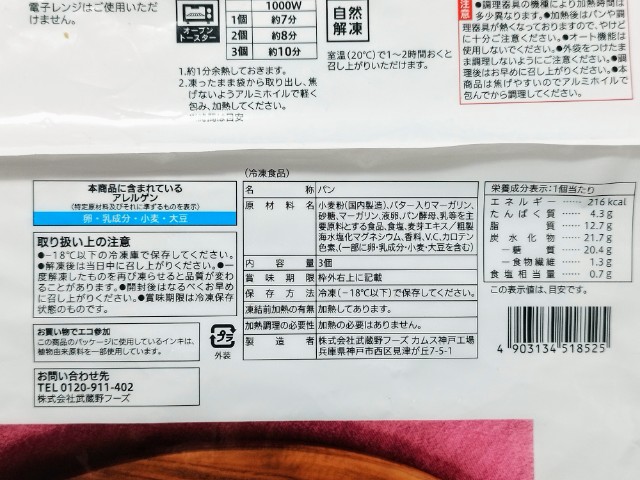 電子レンジはご使用いただ
けません。
オーブン
トースター
1000W
1個 約7分
2個 約8分
3個 約10分
自然
解凍
室温(20℃)で1〜2時間おくと
召し上がりいただけます。
1.約1分余熱しておきます。
2.凍ったまま袋から取り出し、焦
げないようアルミホイルで軽く
包み、加熱してください。
注意
●調理器具の機種により加熱時間は
多少異なります。●加熱後はパンや調
理器具が熱くなっておりますので、やけど
に十分ご注意ください。●オート機能は
使用しないでください。●外袋をつけたま
ま調理しないようにご注意ください。●調
理後はお早めに召し上がりください。●本
商品は焦げやすいのでアルミホイルで
包んでから調理してください。
本商品に含まれている
アレルゲン
(特定原材料及びそれに準ずるものを表示)
卵・乳成分・小麦・大豆
取り扱い上の注意
●−18℃以下の冷凍庫で保存してください。
●解凍後は当日中に召し上がりください。●一
度解凍したものを再び凍らせると品質が変わ
ることがあります。●開封後はなるべくお早め
に召し上がりください。●賞味期限は冷凍保存
状態のものです。
お買い物でエコ参加
この商品のパッケージに使用しているインキは、
植物由来原料を一部使用しています。
プラ
外装
お問い合わせ先
TEL 0120-911-402
株式会社武蔵野フーズ
(冷凍食品)
名称 パン
原材料名 小麦粉(国内製造)、バター入りマーガリン、
砂糖、マーガリン、液卵、パン酵母、乳等を主
要原料とする食品、食塩、麦芽エキス/粗製
海水塩化マグネシウム、香料、V.C、カロテン
色素、(一部に卵・乳成分・小麦・大豆を含む)
内容量 3個
賞味期限 枠外右上に記載
保存方法 冷凍(−18℃以下)で保存してください。
凍結前加熱の有無 加熱してあります。
加熱調理の必要性 加熱の必要はありません。
製造者 株式会社武蔵野フーズ カムス神戸工場
兵庫県神戸市西区見津が丘7-5-1
栄養成分表示:1個当たり
エネルギー …… 216 kcal
たんぱく質 …… 4.3 g
脂質 …… 12.7 g
炭水化物 …… 21.7 g
−糖質 …… 20.4 g
−食物繊維 …… 1.3 g
食塩相当量 …… 0.7 g
この表示値は、目安です。
4 903134 518525